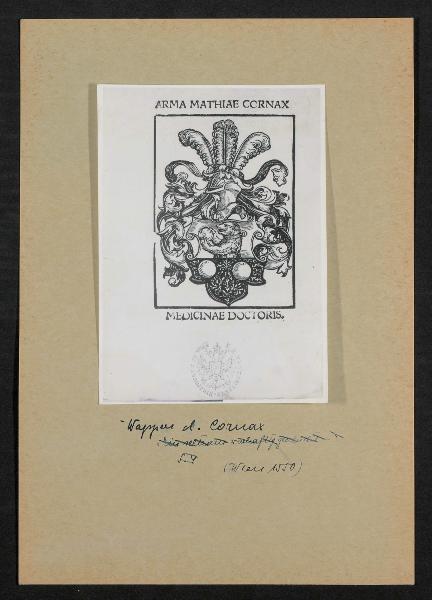 ARMA MATHIAE CORNAX
MEDICINAE DOCTORIS.
Wappen d. Cornax
(Wien 1550)